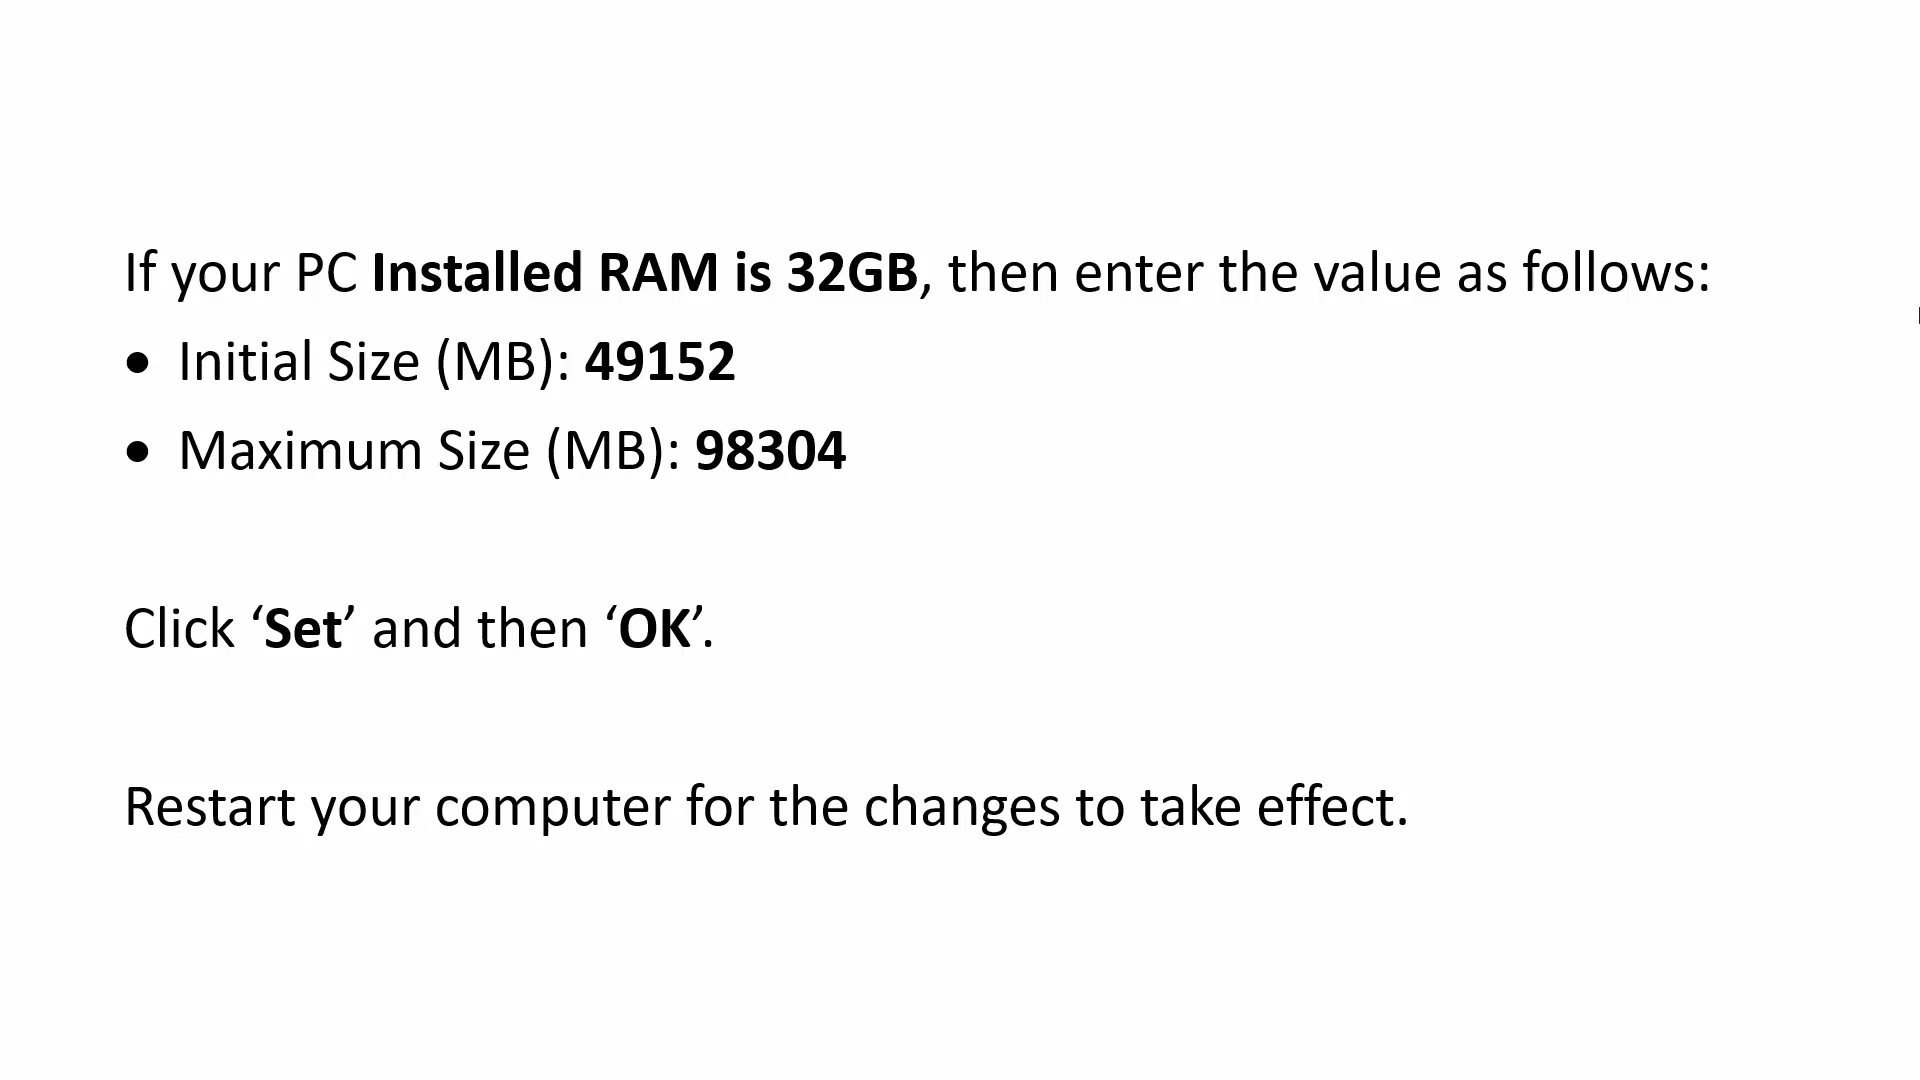 If your PC Installed RAM is 32GB, then enter the value as follows:
• Initial Size (MB): 49152
• Maximum Size (MB): 98304
Click ‘Set’ and then ‘OK’.
Restart your computer for the changes to take effect.